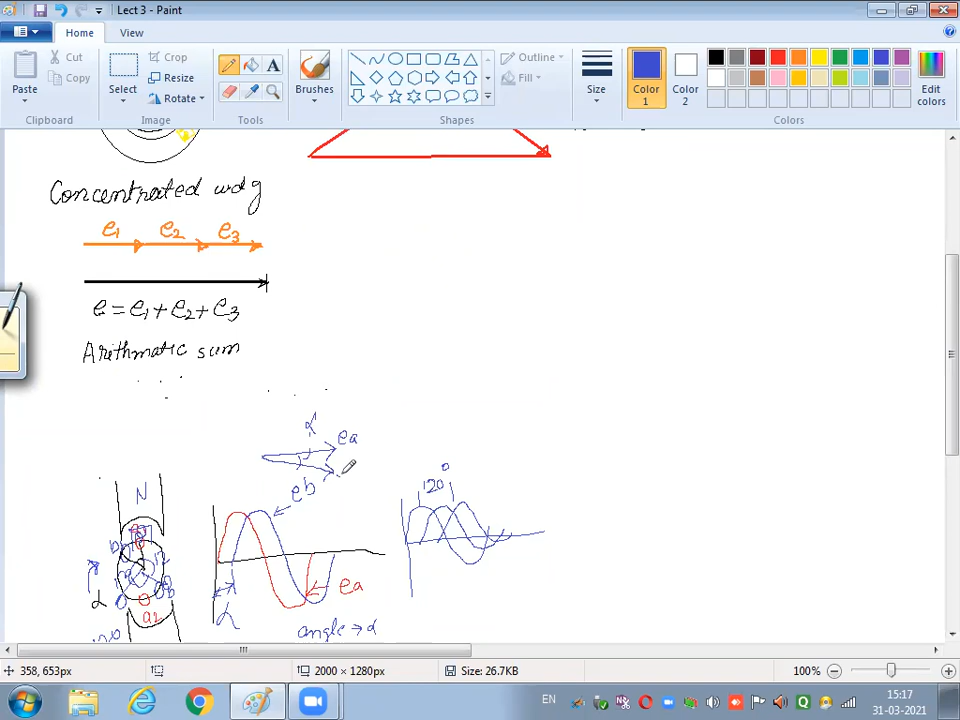 Lect 3 - Paint
Home
View
Paste
Cut
Copy
Clipboard
Select
Crop
Resize
Rotate
Image
Tools
Brushes
Shapes
Outline
Fill
Size
Color 1
Color 2
Edit colors
Colors
Concentrated wdg
e1 e2 e3
e = e1 + e2 + e3
Arithmatic sum
α
ea
eb
120°
N
α
a2
α
ea
angle → α
120
358, 653px
2000 × 1280px
Size: 26.7KB
100%
EN
15:17
31-03-2021